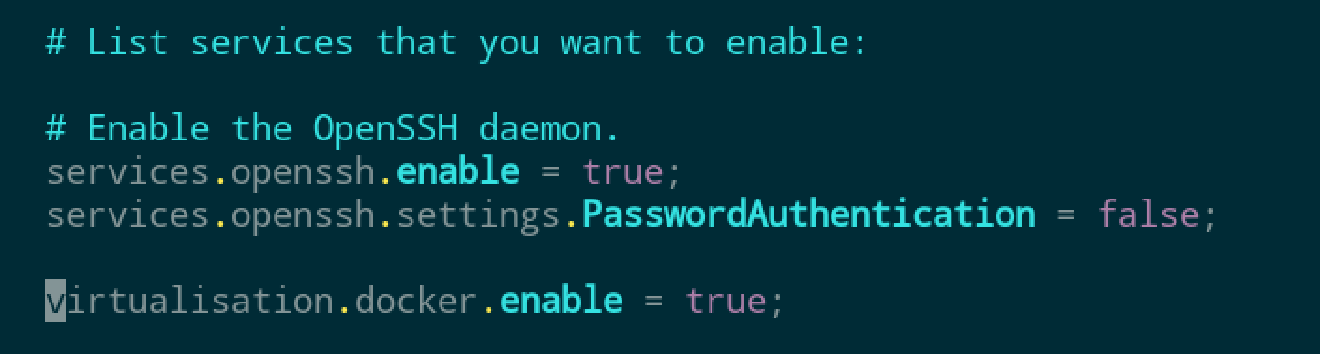 # List services that you want to enable:
# Enable the OpenSSH daemon.
services.openssh.enable = true;
services.openssh.settings.PasswordAuthentication = false;
virtualisation.docker.enable = true;